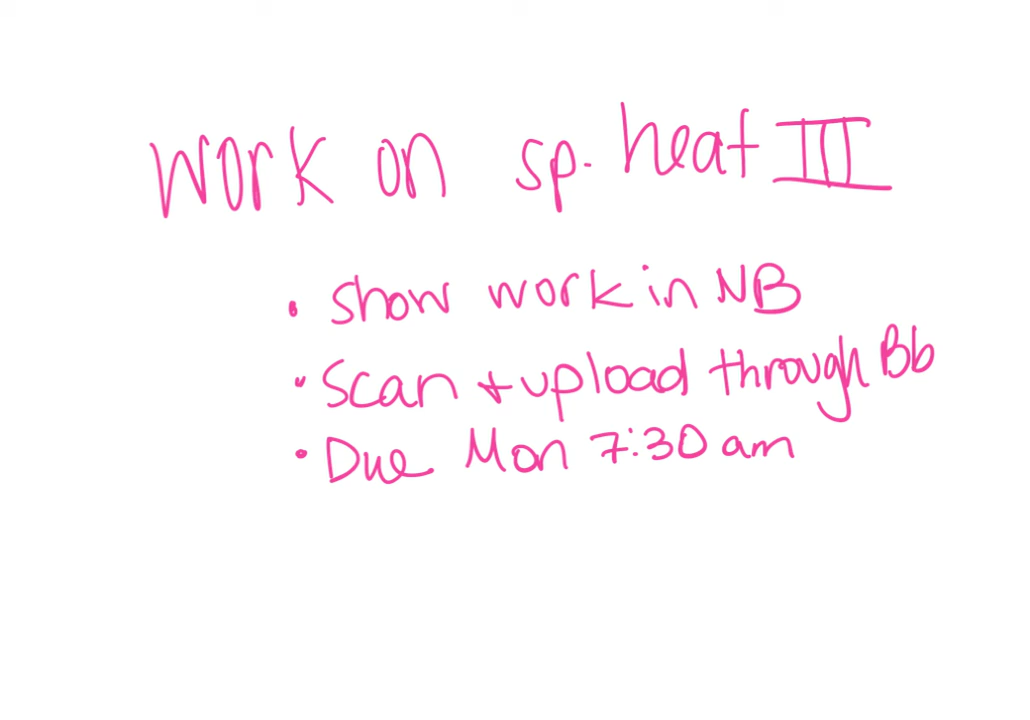 Work on sp. heat III
• Show work in NB
• Scan + upload through Bb
• Due Mon 7:30 am